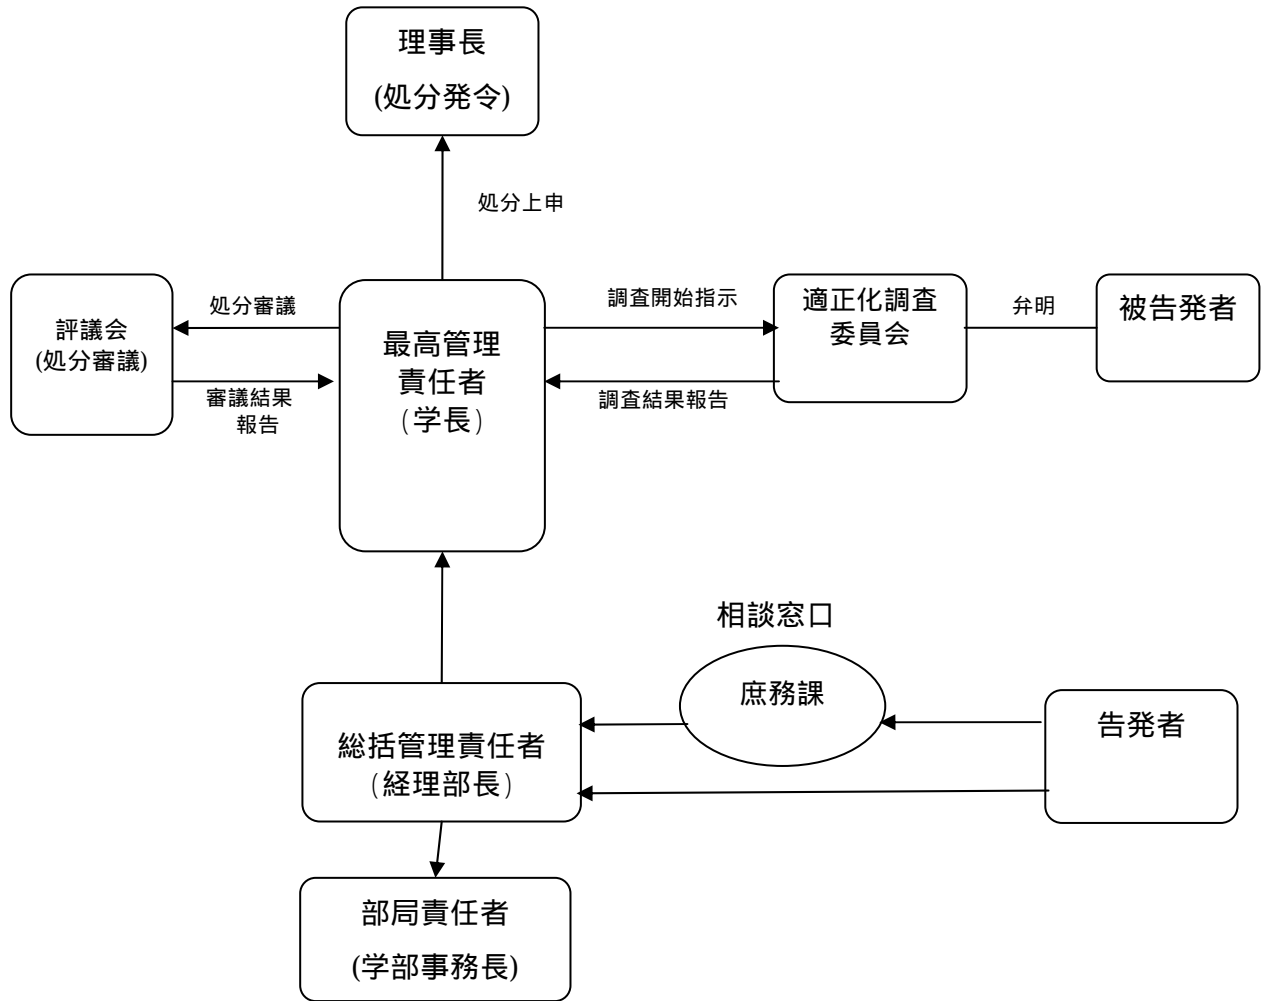 理事長
(処分発令)
処分上申
評議会
(処分審議)
処分審議
審議結果
報告
最高管理
責任者
(学長)
調査開始指示
調査結果報告
適正化調査
委員会
弁明
被告発者
相談窓口
庶務課
告発者
総括管理責任者
(経理部長)
部局責任者
(学部事務長)